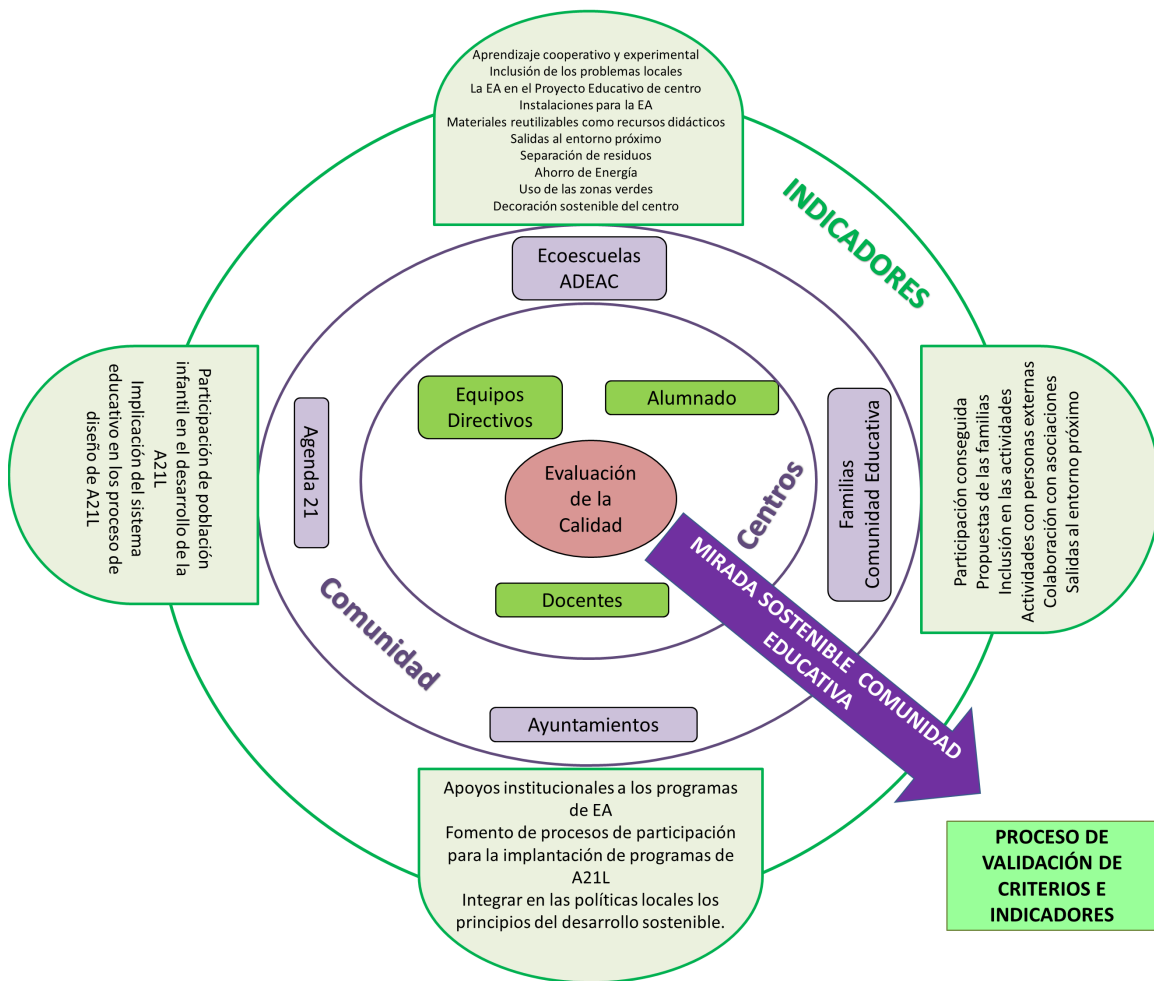 Aprendizaje cooperativo y experimental
Inclusión de los problemas locales
La EA en el Proyecto Educativo de centro
Instalaciones para la EA
Materiales reutilizables como recursos didácticos
Salidas al entorno próximo
Separación de residuos
Ahorro de Energía
Uso de las zonas verdes
Decoración sostenible del centro
INDICADORES
Ecoescuelas
ADEAC
Equipos
Directivos
Alumnado
Participación de población
infantil en el desarrollo de la
A21L
Implicación del sistema
educativo en los proceso de
diseño de A21L
Agenda 21
Evaluación
de la
Calidad
Centros
Familias
Comunidad Educativa
Participación conseguida
Propuestas de las familias
Inclusión en las actividades
Actividades con personas externas
Colaboración con asociaciones
Salidas al entorno próximo
Docentes
Comunidad
MIRADA SOSTENIBLE COMUNIDAD
EDUCATIVA
Ayuntamientos
Apoyos institucionales a los programas
de EA
Fomento de procesos de participación
para la implantación de programas de
A21L
Integrar en las políticas locales los
principios del desarrollo sostenible.
PROCESO DE
VALIDACIÓN DE
CRITERIOS E
INDICADORES